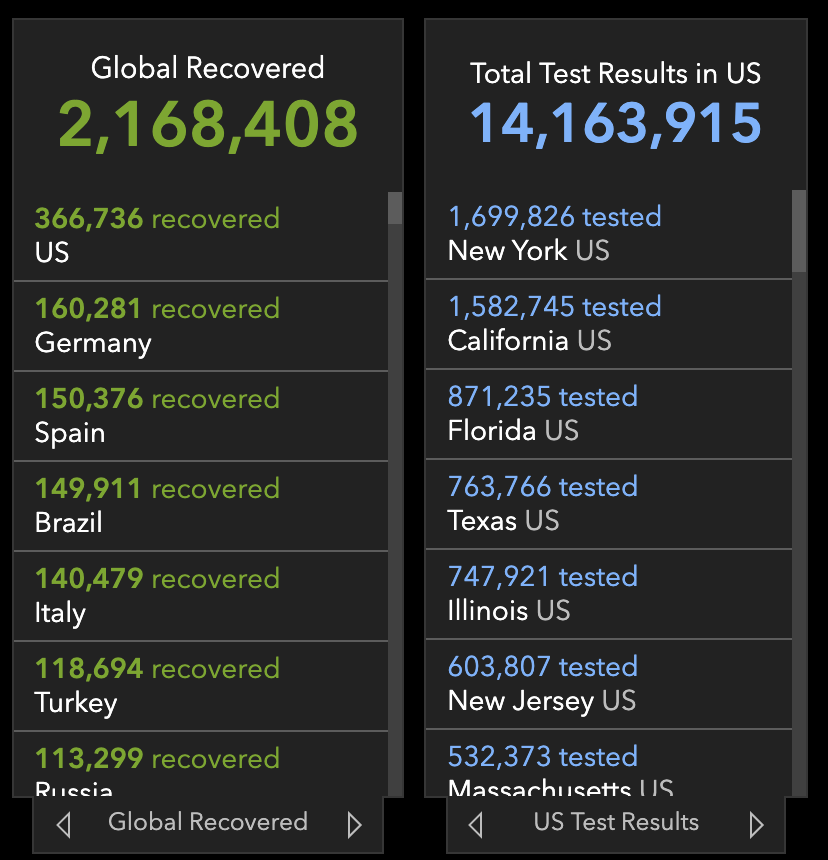 Global Recovered
2,168,408
366,736 recovered
US
160,281 recovered
Germany
150,376 recovered
Spain
149,911 recovered
Brazil
140,479 recovered
Italy
118,694 recovered
Turkey
113,299 recovered
Russia
Global Recovered
Total Test Results in US
14,163,915
1,699,826 tested
New York US
1,582,745 tested
California US
871,235 tested
Florida US
763,766 tested
Texas US
747,921 tested
Illinois US
603,807 tested
New Jersey US
532,373 tested
Massachusetts US
US Test Results